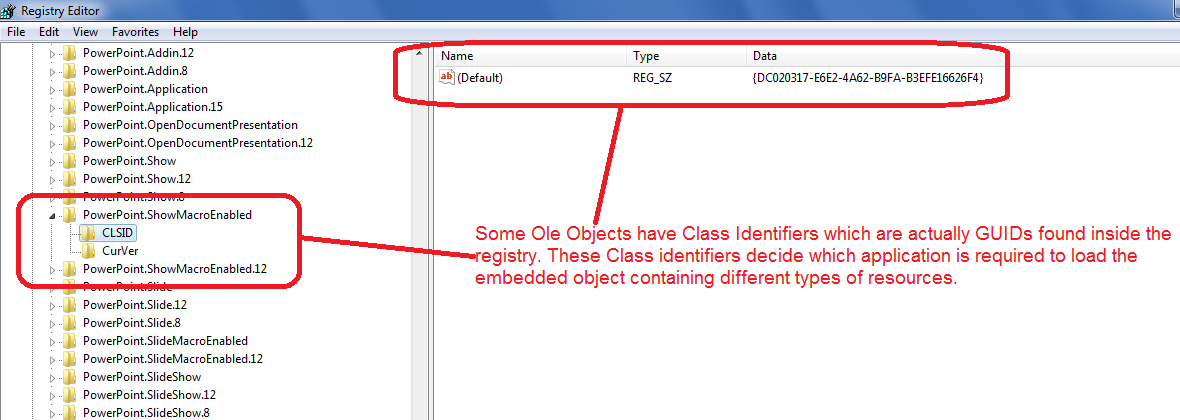 Registry Editor
File Edit View Favorites Help
PowerPoint.Addin.12
PowerPoint.Addin.8
PowerPoint.Application
PowerPoint.Application.15
PowerPoint.OpenDocumentPresentation
PowerPoint.OpenDocumentPresentation.12
PowerPoint.Show
PowerPoint.Show.12
PowerPoint.Show.8
PowerPoint.ShowMacroEnabled
CLSID
CurVer
PowerPoint.ShowMacroEnabled.12
PowerPoint.Slide
PowerPoint.Slide.12
PowerPoint.Slide.8
PowerPoint.SlideMacroEnabled
PowerPoint.SlideMacroEnabled.12
PowerPoint.SlideShow
PowerPoint.SlideShow.12
PowerPoint.SlideShow.8
Name Type Data
ab (Default) REG_SZ {DC020317-E6E2-4A62-B9FA-B3EFE16626F4}
Some Ole Objects have Class Identifiers which are actually GUIDs found inside the
registry. These Class identifiers decide which application is required to load the
embedded object containing different types of resources.